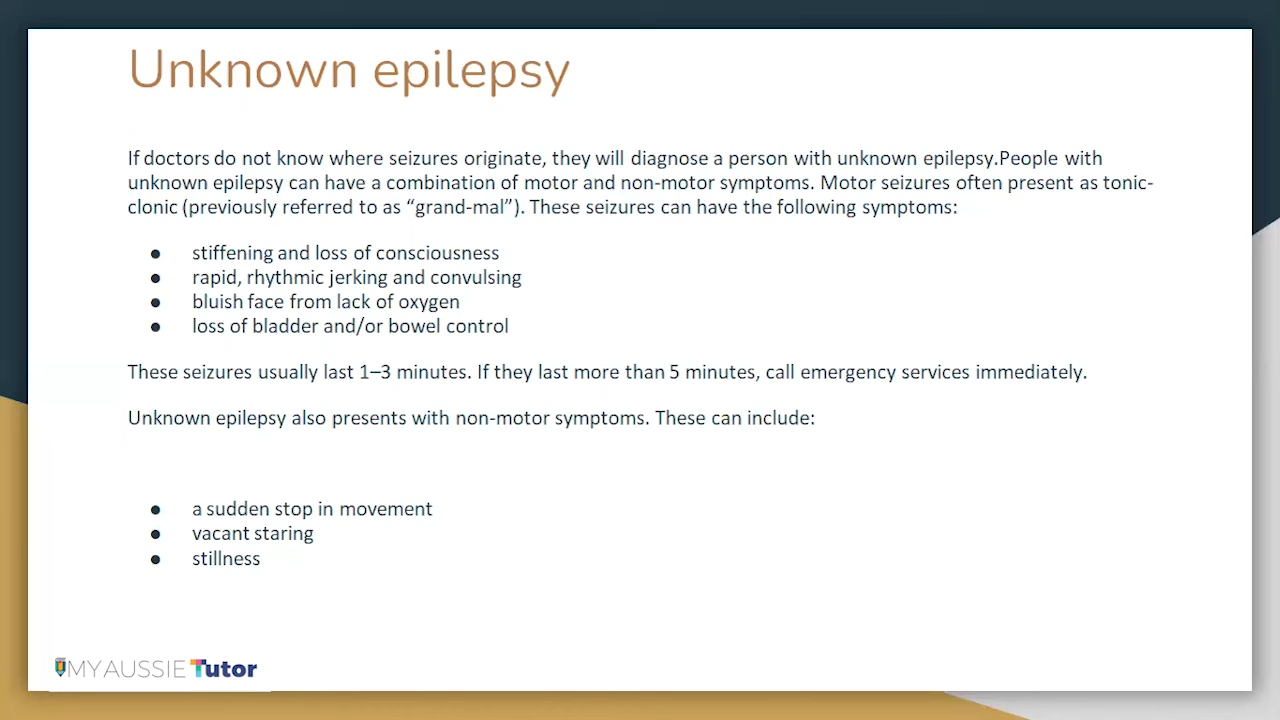 Unknown epilepsy
If doctors do not know where seizures originate, they will diagnose a person with unknown epilepsy.People with
unknown epilepsy can have a combination of motor and non-motor symptoms. Motor seizures often present as tonic-
clonic (previously referred to as “grand-mal”). These seizures can have the following symptoms:
● stiffening and loss of consciousness
● rapid, rhythmic jerking and convulsing
● bluish face from lack of oxygen
● loss of bladder and/or bowel control
These seizures usually last 1–3 minutes. If they last more than 5 minutes, call emergency services immediately.
Unknown epilepsy also presents with non-motor symptoms. These can include:
● a sudden stop in movement
● vacant staring
● stillness
MY AUSSIE Tutor